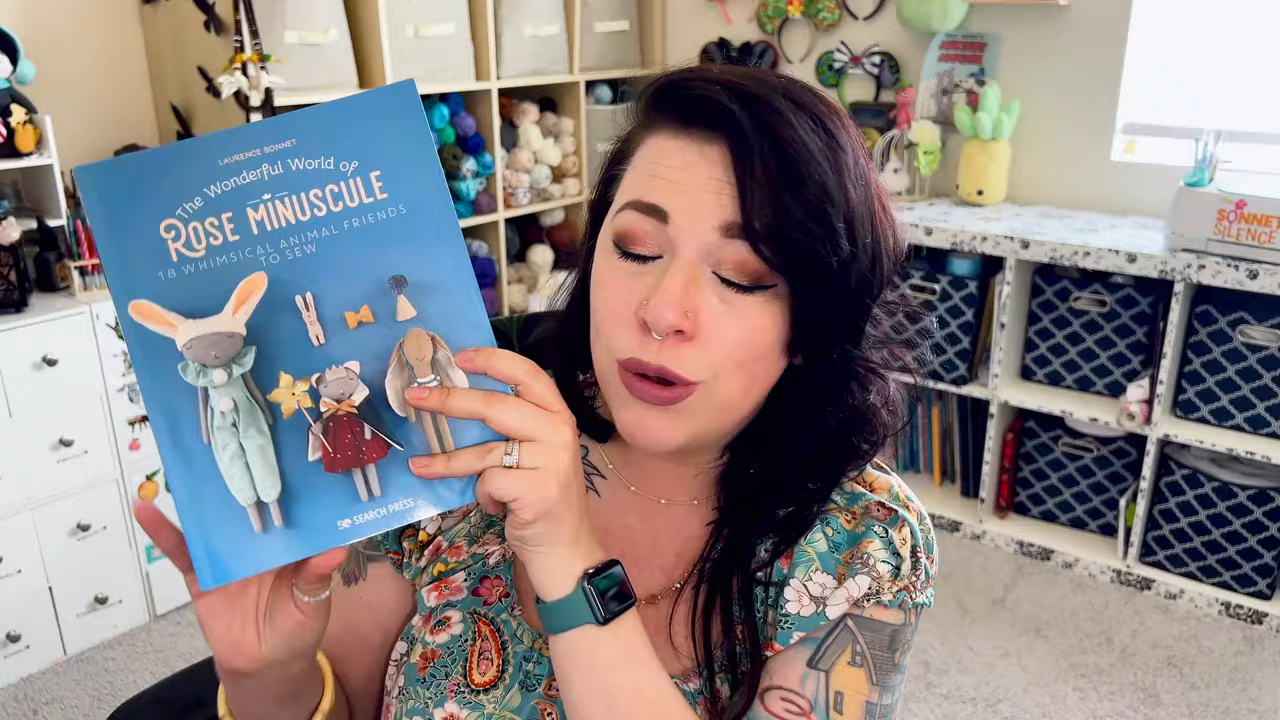 LAURENCE BONNET
The Wonderful World of
ROSE MINUSCULE
18 WHIMSICAL ANIMAL FRIENDS
TO SEW
SEARCH PRESS
SONNET
SILENCE